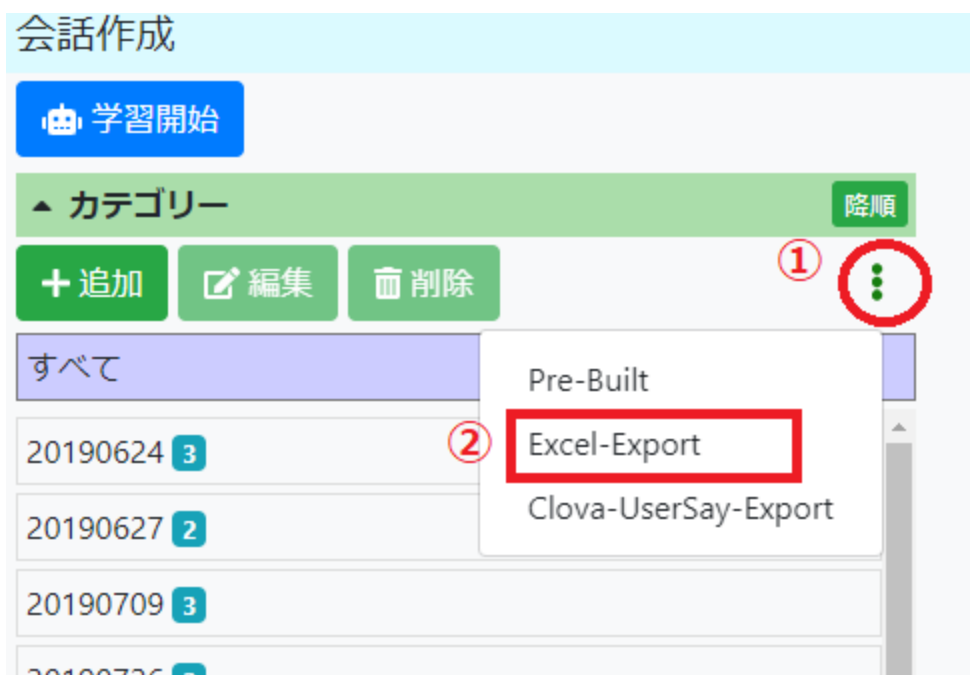 会話作成
学習開始
カテゴリー 降順
追加 編集 削除 ①
すべて
Pre-Built
② Excel-Export
Clova-UserSay-Export
20190624 3
20190627 2
20190709 3